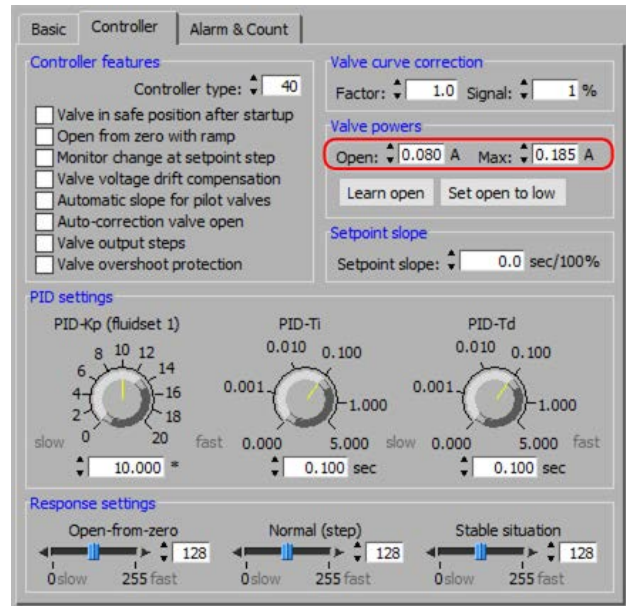 Basic Controller Alarm & Count
Controller features
Controller type: 40
Valve in safe position after startup
Open from zero with ramp
Monitor change at setpoint step
Valve voltage drift compensation
Automatic slope for pilot valves
Auto-correction valve open
Valve output steps
Valve overshoot protection
Valve curve correction
Factor: 1.0 Signal: 1 %
Valve powers
Open: 0.080 A Max: 0.185 A
Learn open Set open to low
Setpoint slope
Setpoint slope: 0.0 sec/100%
PID settings
PID-Kp (fluidset 1)
0 2 4 6 8 10 12 14 16 18 20
slow fast
10.000 *
PID-Ti
0.000 0.001 0.010 0.100 1.000 5.000
0.100 sec
PID-Td
0.000 0.001 0.010 0.100 1.000 5.000
slow fast
0.100 sec
Response settings
Open-from-zero
128
0 slow 255 fast
Normal (step)
128
0 slow 255 fast
Stable situation
128
0 slow 255 fast